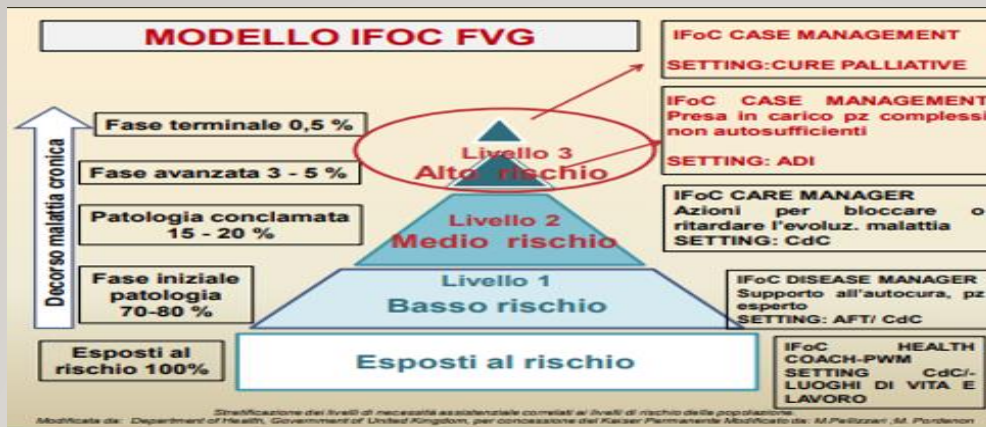 MODELLO IFOC FVG
IFoC CASE MANAGEMENT
SETTING:CURE PALLIATIVE
IFoC CASE MANAGEMENT
Presa in carico pz complessi
non autosufficienti
SETTING: ADI
IFoC CARE MANAGER
Azioni per bloccare o
ritardare l'evoluz. malattia
SETTING: CdC
IFoC DISEASE MANAGER
Supporto all'autocura, pz
esperto
SETTING: AFT/ CdC
IFoC HEALTH
COACH-PWM
SETTING CdC/-
LUOGHI DI VITA E
LAVORO
Decorso malattia cronica
Fase terminale 0,5 %
Fase avanzata 3 - 5 %
Patologia conclamata
15 - 20 %
Fase iniziale
patologia
70-80 %
Esposti al
rischio 100%
Livello 3
Alto rischio
Livello 2
Medio rischio
Livello 1
Basso rischio
Esposti al rischio
Stratificazione dei livelli di necessità assistenziale correlati ai livelli di rischio della popolazione.
Modificata da: Department of Health, Government of United Kingdom, per concessione del Kaiser Permanente Modificato da: M.Pellizzari ,M. Pordenon